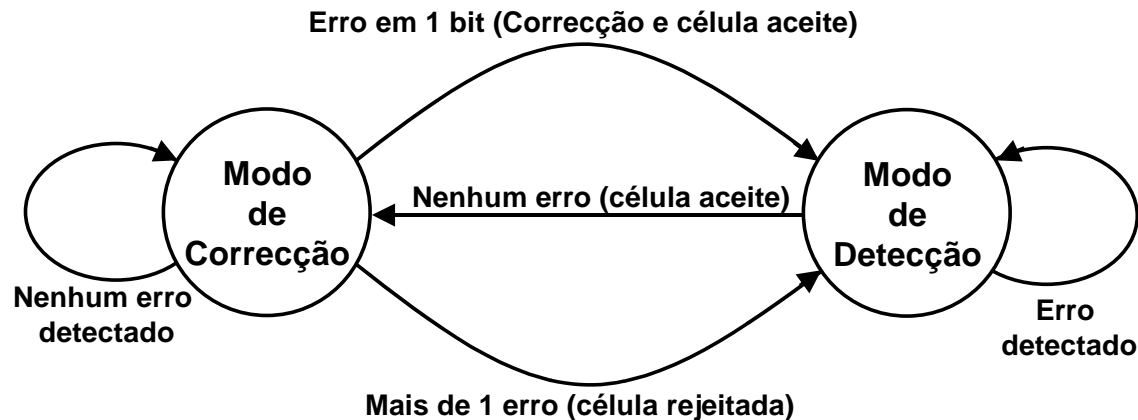 Erro em 1 bit (Correcção e célula aceite)
Modo
de
Correcção
Nenhum erro (célula aceite)
Modo
de
Detecção
Nenhum erro
detectado
Erro
detectado
Mais de 1 erro (célula rejeitada)